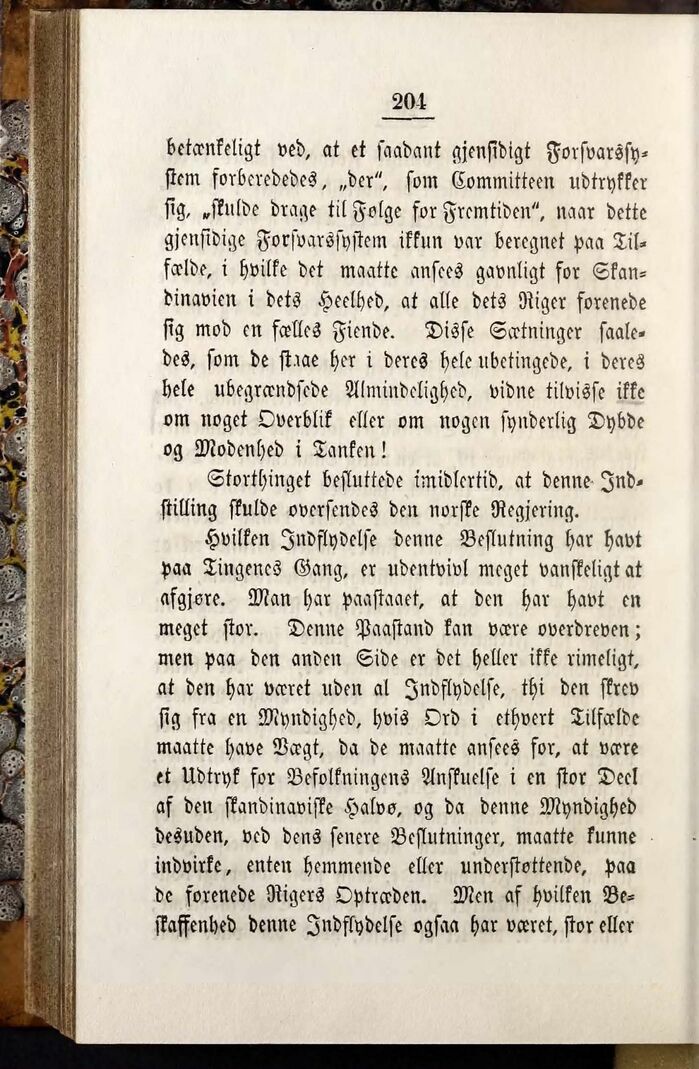 204
betænkeligt ved, at et saadant gjensidigt Forsvarssy-
stem forberededes, „der“, som Committeen udtrykker
sig, „skulde drage til Følge for Fremtiden“, naar dette
gjensidige Forsvarssystem ikkun var beregnet paa Til-
fælde, i hvilke det maatte ansees gavnligt for Skan-
dinavien i dets Heelhed, at alle dets Riger forenede
sig mod en fælles Fiende. Disse Sætninger saale-
des, som de staae her i deres hele ubetingede, i deres
hele ubegrændsede Almindelighed, vidne tilvisse ikke
om noget Overblik eller om nogen synderlig Dybde
og Modenhed i Tanken!
Storthinget besluttede imidlertid, at denne Ind-
stilling skulde oversendes den norske Regjering.
Hvilken Indflydelse denne Beslutning har havt
paa Tingenes Gang, er udentvivl meget vanskeligt at
afgjøre. Man har paastaaet, at den har havt en
meget stor. Denne Paastand kan være overdreven;
men paa den anden Side er det heller ikke rimeligt,
at den har været uden al Indflydelse, thi den skrev
sig fra en Myndighed, hvis Ord i ethvert Tilfælde
maatte have Vægt, da de maatte ansees for, at være
et Udtryk for Befolkningens Anskuelse i en stor Deel
af den skandinaviske Halvø, og da denne Myndighed
desuden, ved dens senere Beslutninger, maatte kunne
indvirke, enten hemmende eller understøttende, paa
de forenede Rigers Optræden. Men af hvilken Be-
skaffenhed denne Indflydelse ogsaa har været, stor eller